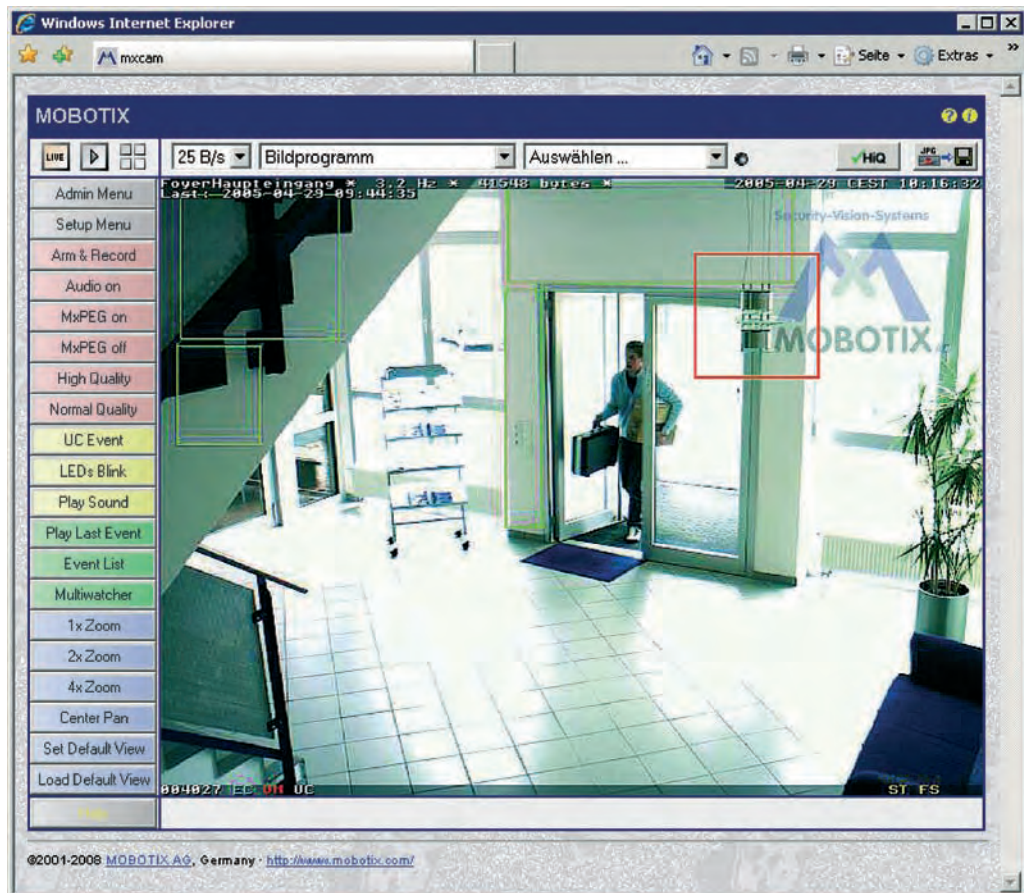 Windows Internet Explorer
mxcam
Seite
Extras
»
MOBOTIX
? i
LIVE
25 B/s
Bildprogramm
Auswählen ...
HiQ
JPG
Admin Menu
Setup Menu
Arm & Record
Audio on
MxPEG on
MxPEG off
High Quality
Normal Quality
UC Event
LEDs Blink
Play Sound
Play Last Event
Event List
Multiwatcher
1x Zoom
2x Zoom
4x Zoom
Center Pan
Set Default View
Load Default View
FoyerHaupteingang * 3.2 Hz * 41548 bytes *
2005-04-29 CEST 10:16:32
Last: 2005-04-29-09:44:35
Security-Vision-Systems
MOBOTIX
004027 EC UC
ST FS
©2001-2008 MOBOTIX AG, Germany · http://www.mobotix.com/